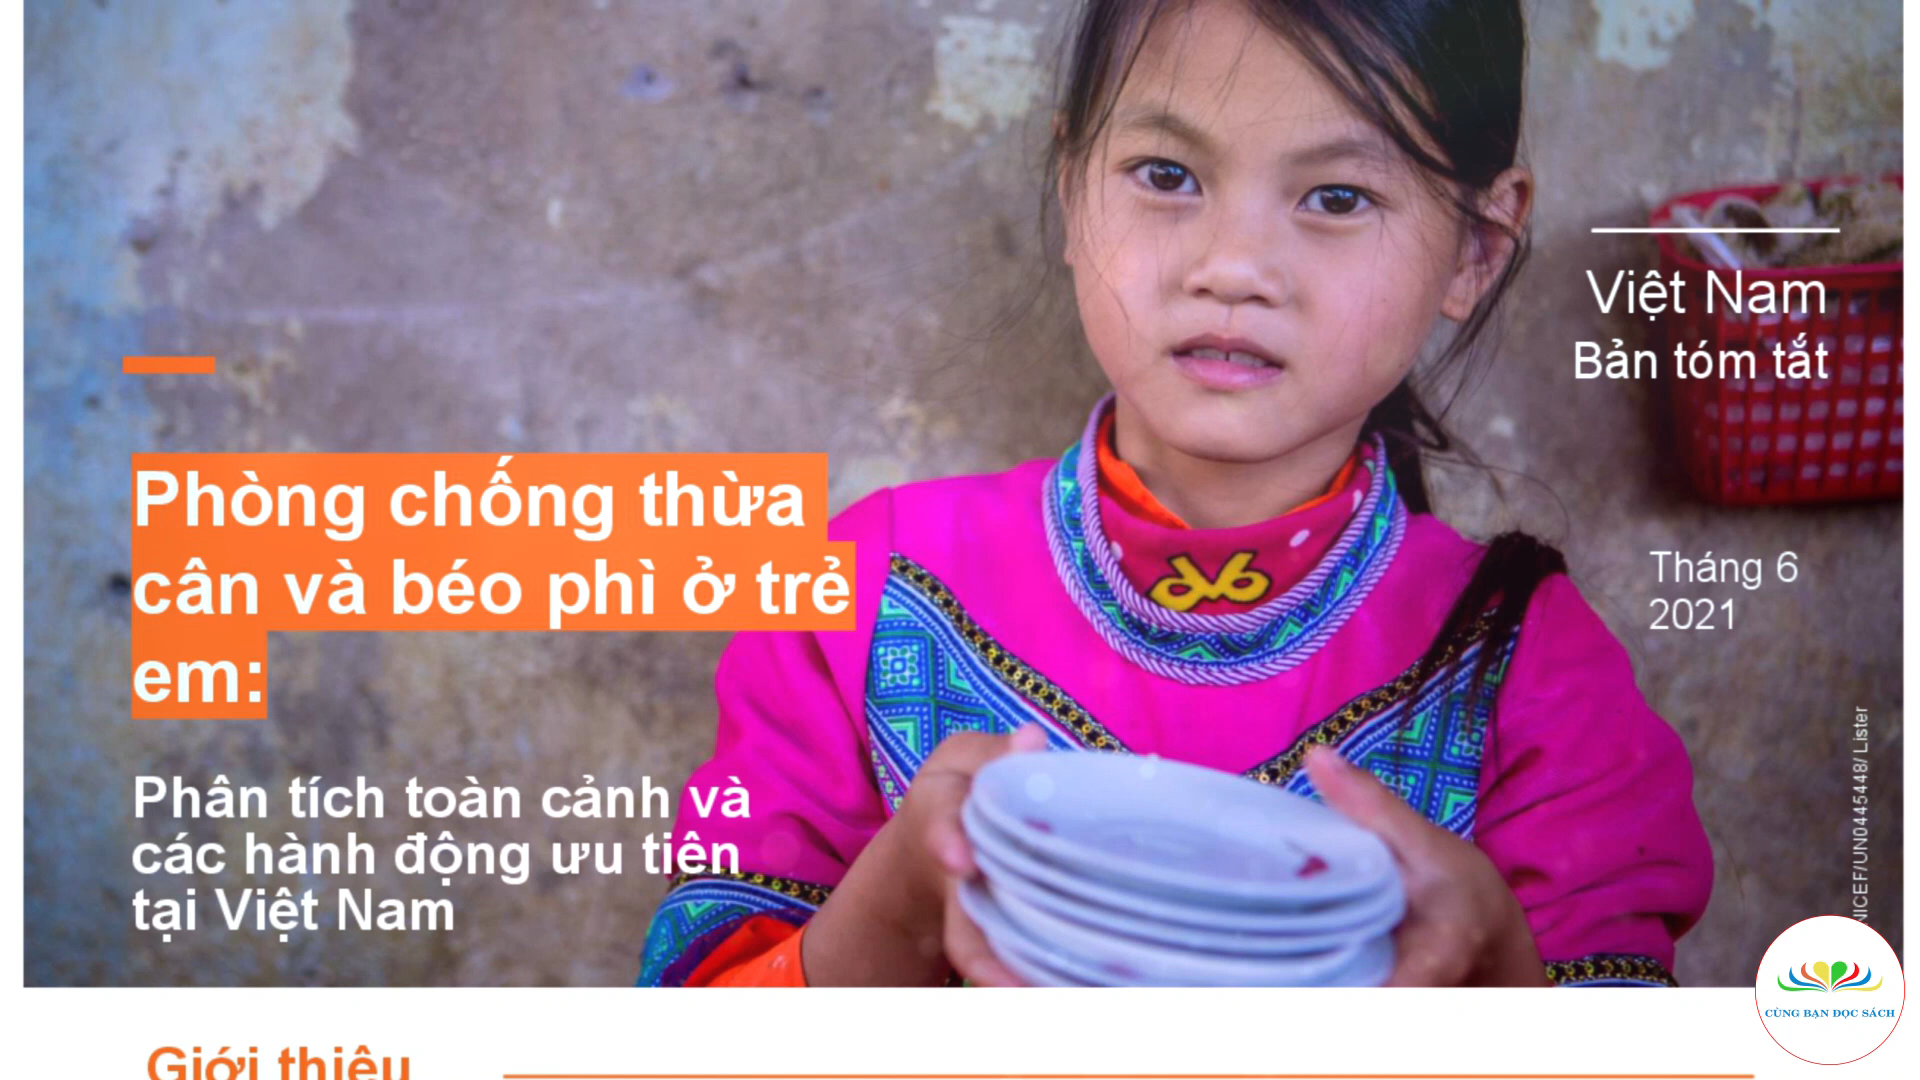 Việt Nam
Bản tóm tắt
Phòng chống thừa
cân và béo phì ở trẻ
em:
Tháng 6
2021
Phân tích toàn cảnh và
các hành động ưu tiên
tại Việt Nam
NICEF/UN0445448/ Lister
CÙNG BẠN ĐỌC SÁCH
Giới thiệu